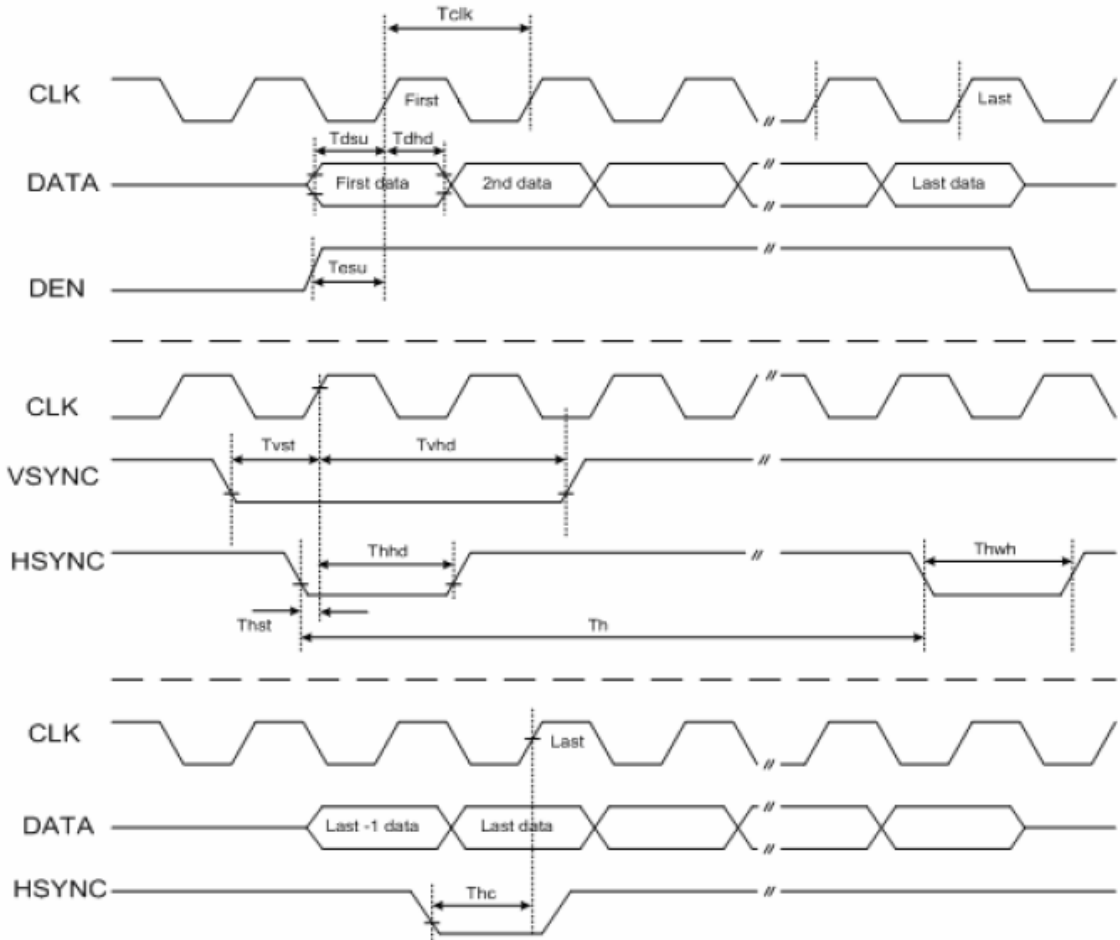 Tclk
CLK
First
Last
Tdsu
Tdhd
DATA
First data
2nd data
Last data
DEN
Tesu
CLK
Tvst
Tvhd
VSYNC
HSYNC
Thhd
Thwh
Thst
Th
CLK
Last
DATA
Last -1 data
Last data
HSYNC
Thc